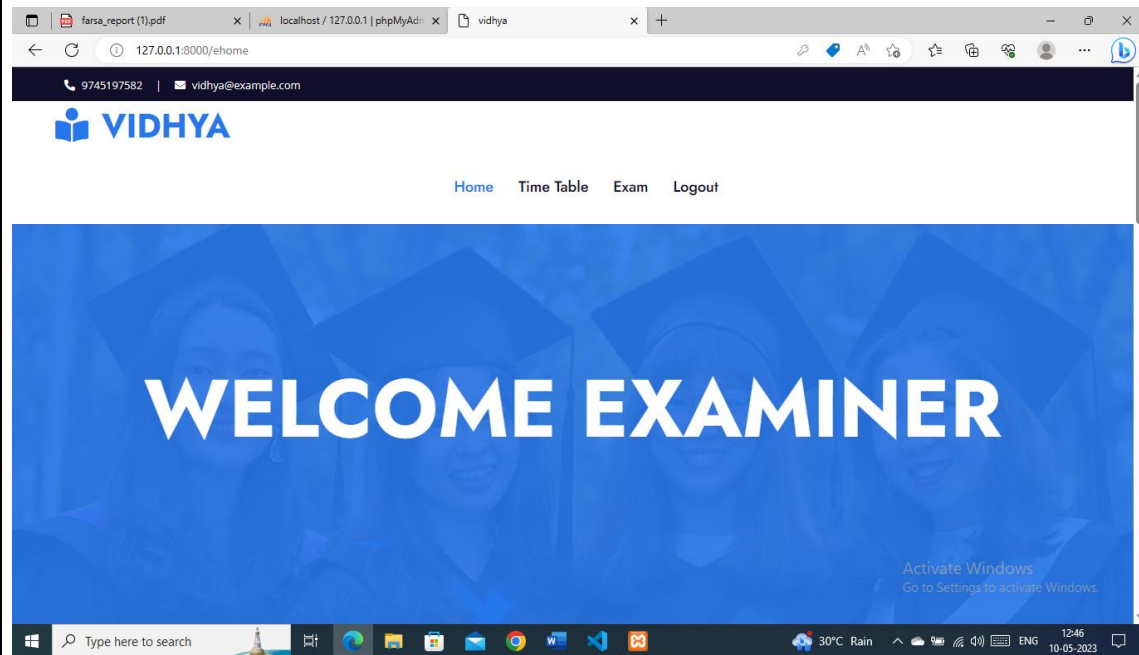 farsa_report (1).pdf
localhost / 127.0.0.1 | phpMyAdn
vidhya
127.0.0.1:8000/ehome
9745197582 | vidhya@example.com
VIDHYA
Home Time Table Exam Logout
WELCOME EXAMINER
Activate Windows
Go to Settings to activate Windows.
Type here to search
30°C Rain
ENG
12:46
10-05-2023